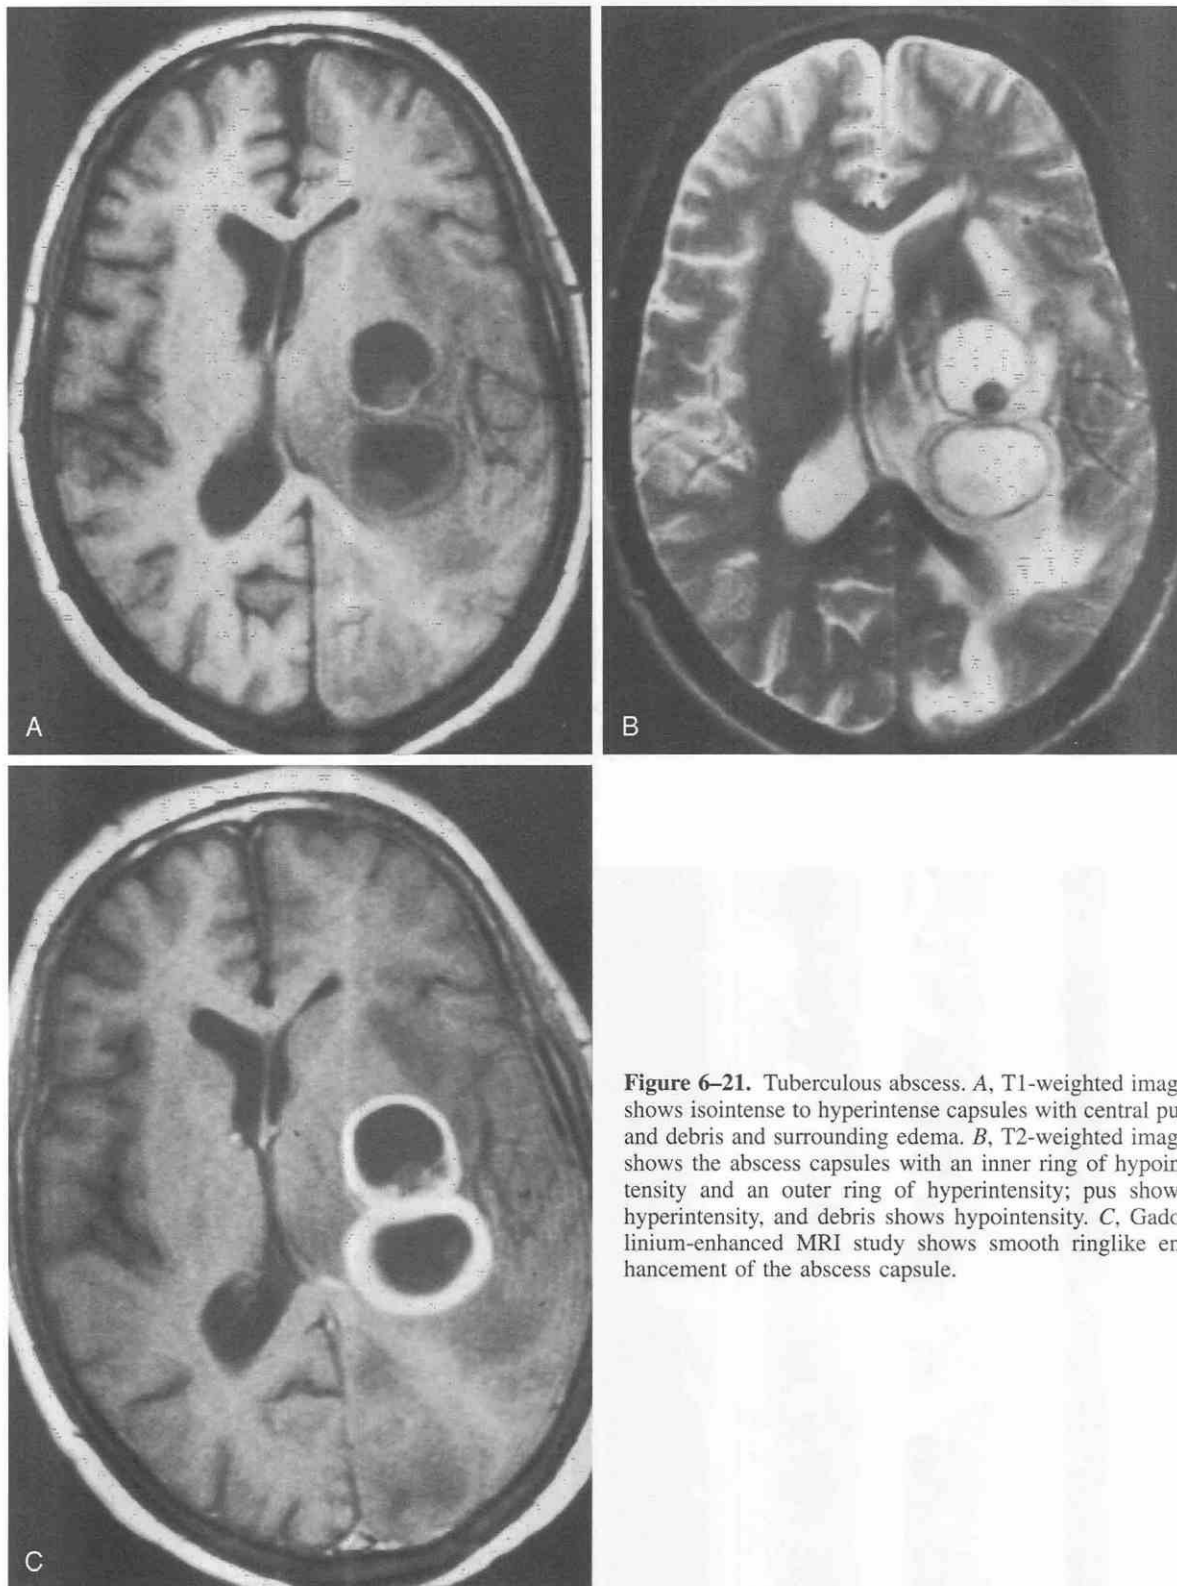 A
B
C
Figure 6–21. Tuberculous abscess. A, T1-weighted imag
shows isointense to hyperintense capsules with central pu
and debris and surrounding edema. B, T2-weighted imag
shows the abscess capsules with an inner ring of hypoin
tensity and an outer ring of hyperintensity; pus show
hyperintensity, and debris shows hypointensity. C, Gado
linium-enhanced MRI study shows smooth ringlike en
hancement of the abscess capsule.